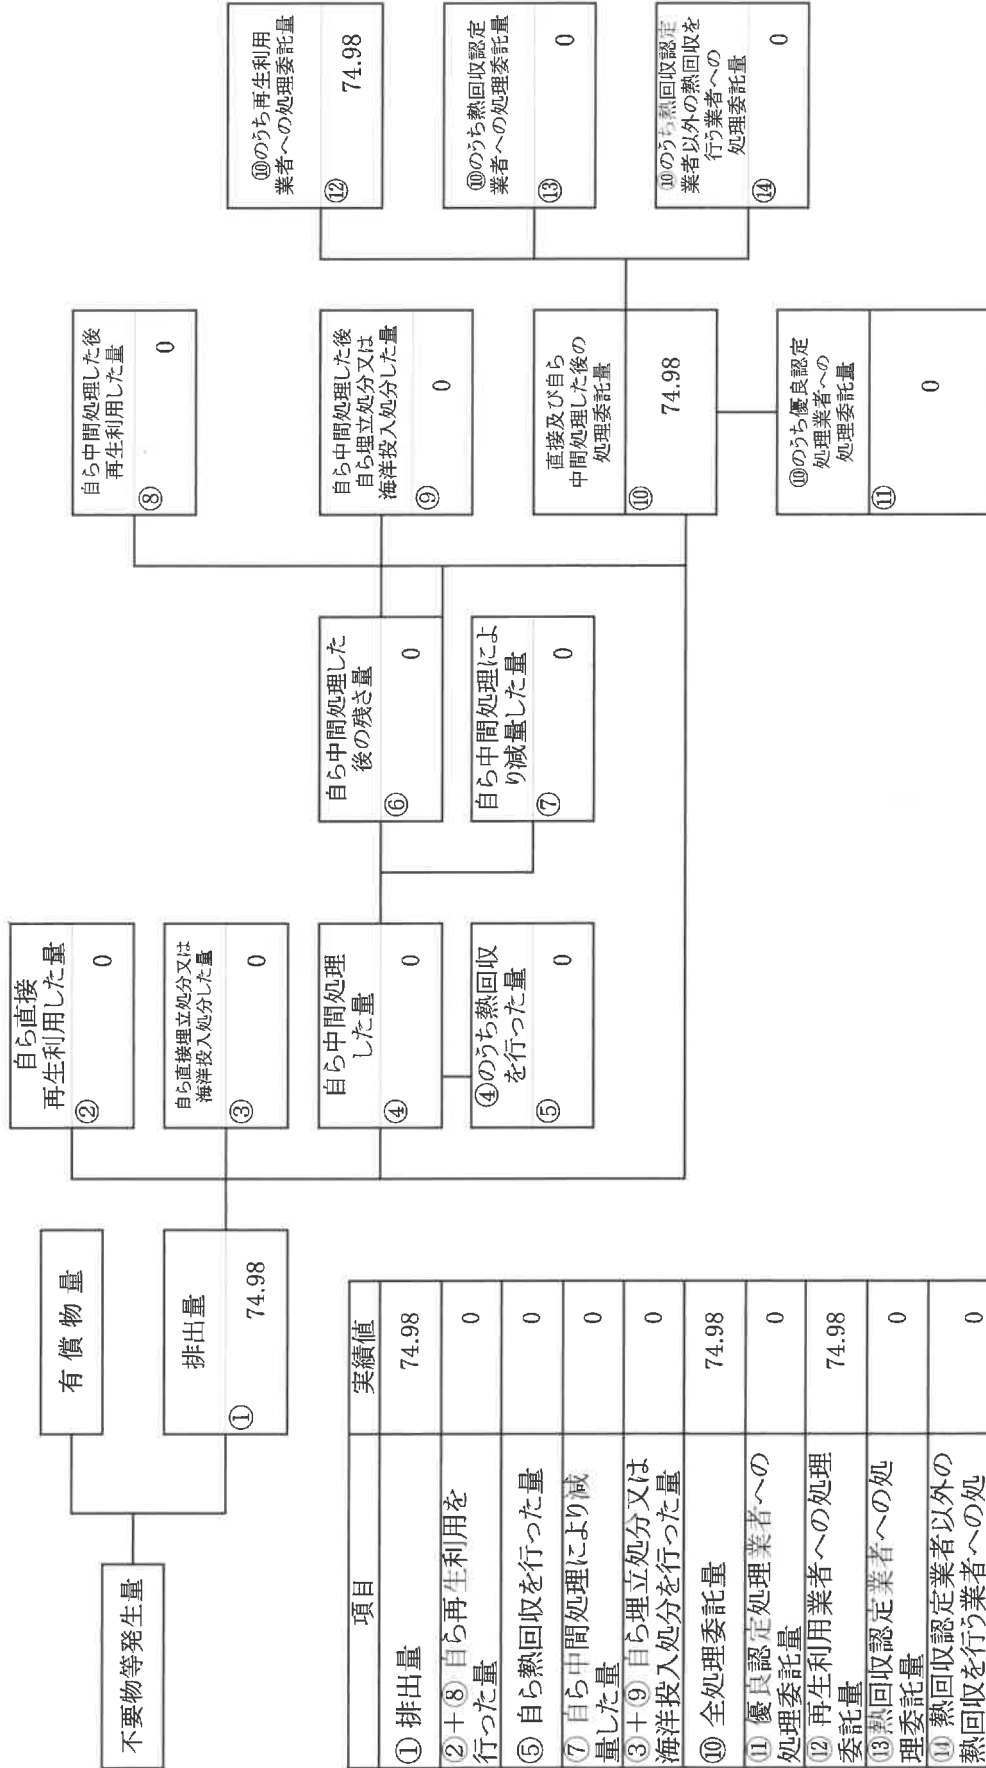 不要物等発生量
有償物量
排出量
① 74.98
自ら直接
再生利用した量
② 0
自ら直接埋立処分又は
海洋投入処分した量
③ 0
自ら中間処理
した量
④ 0
④のうち熱回収
を行った量
⑤ 0
自ら中間処理した
後の残さ量
⑥ 0
自ら中間処理によ
り減量した量
⑦ 0
自ら中間処理した後
再生利用した量
⑧ 0
自ら中間処理した後
自ら埋立処分又は
海洋投入処分した量
⑨ 0
直接及び自ら
中間処理した後の
処理委託量
⑩ 74.98
⑩のうち優良認定
処理業者への
処理委託量
⑪ 0
⑩のうち再生利用
業者への処理委託量
⑫ 74.98
⑩のうち熱回収認定
業者への処理委託量
⑬ 0
⑩のうち熱回収認定
業者以外の熱回収を
行う業者への
処理委託量
⑭ 0
項目 実績値
①排出量 74.98
②+⑧自ら再生利用を
行った量 0
⑤自ら熱回収を行った量 0
⑦自ら中間処理により減
量した量 0
③+⑨自ら埋立処分又は
海洋投入処分を行った量 0
⑩全処理委託量 74.98
⑪優良認定処理業者への
処理委託量 0
⑫再生利用業者への処理
委託量 74.98
⑬熱回収認定業者への処
理委託量 0
⑭熱回収認定業者以外の
熱回収を行う業者への処 0